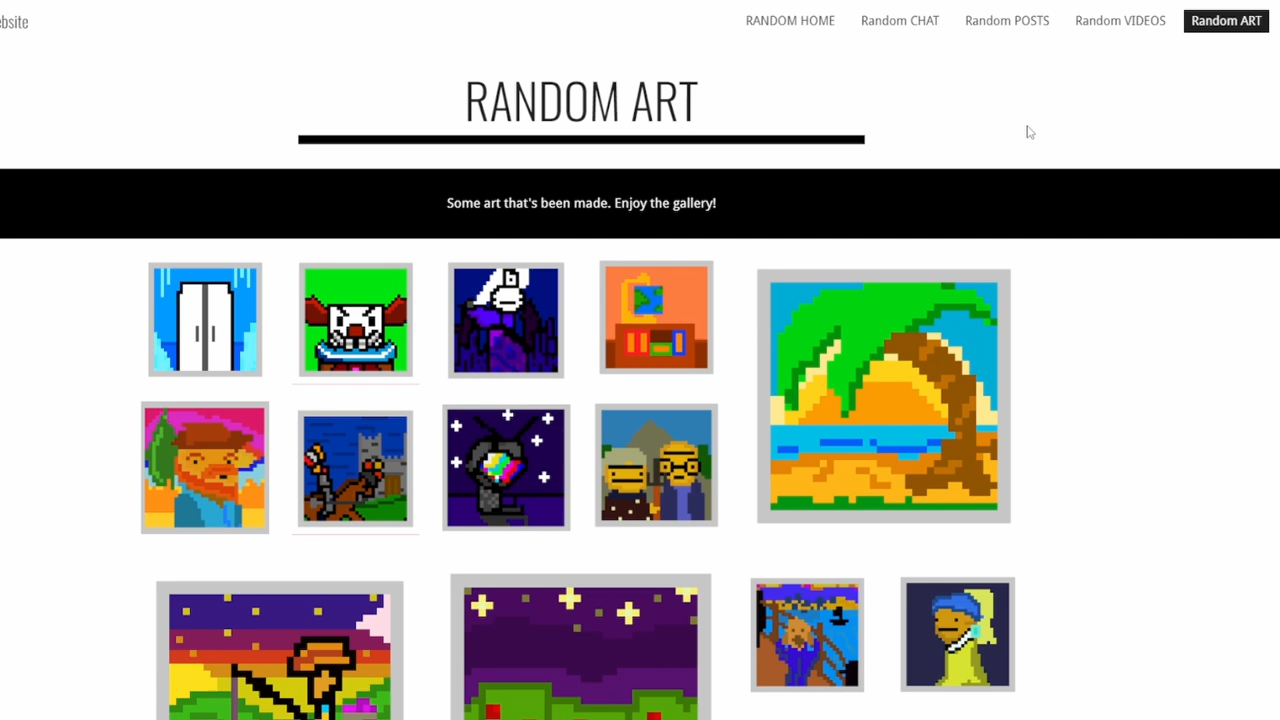 RANDOM HOME Random CHAT Random POSTS Random VIDEOS Random ART
RANDOM ART
Some art that's been made. Enjoy the gallery!